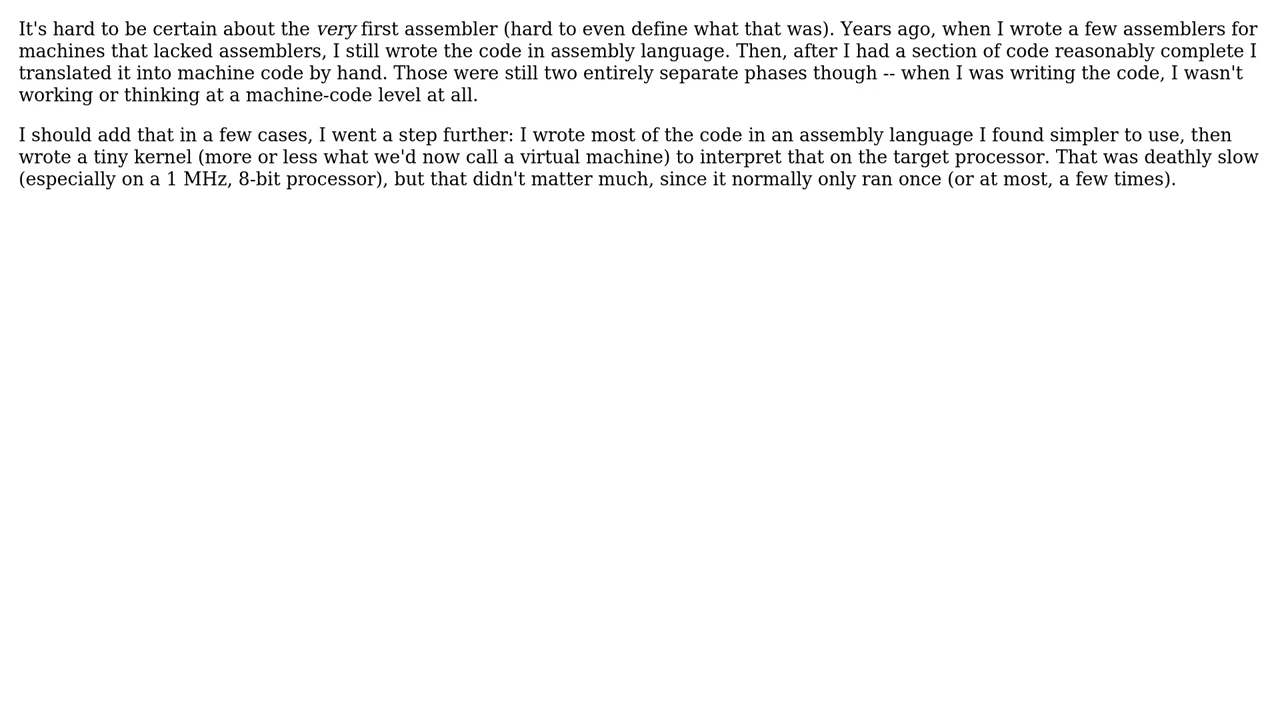 It's hard to be certain about the very first assembler (hard to even define what that was). Years ago, when I wrote a few assemblers for
machines that lacked assemblers, I still wrote the code in assembly language. Then, after I had a section of code reasonably complete I
translated it into machine code by hand. Those were still two entirely separate phases though -- when I was writing the code, I wasn't
working or thinking at a machine-code level at all.
I should add that in a few cases, I went a step further: I wrote most of the code in an assembly language I found simpler to use, then
wrote a tiny kernel (more or less what we'd now call a virtual machine) to interpret that on the target processor. That was deathly slow
(especially on a 1 MHz, 8-bit processor), but that didn't matter much, since it normally only ran once (or at most, a few times).